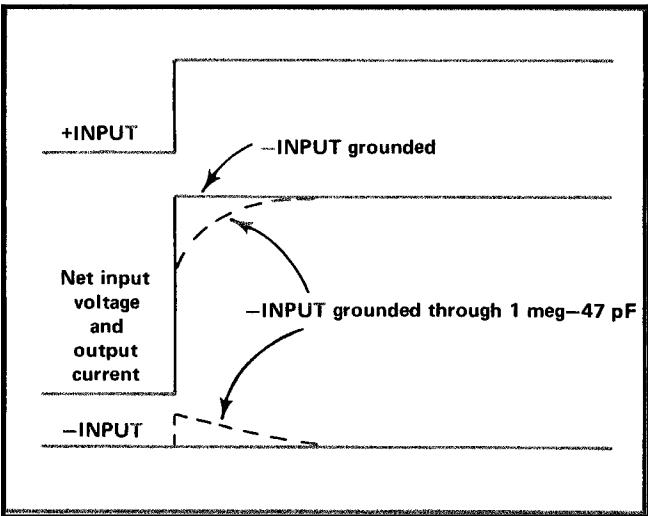 +INPUT
—INPUT grounded
Net input
voltage
and
output
current
—INPUT grounded through 1 meg—47 pF
—INPUT